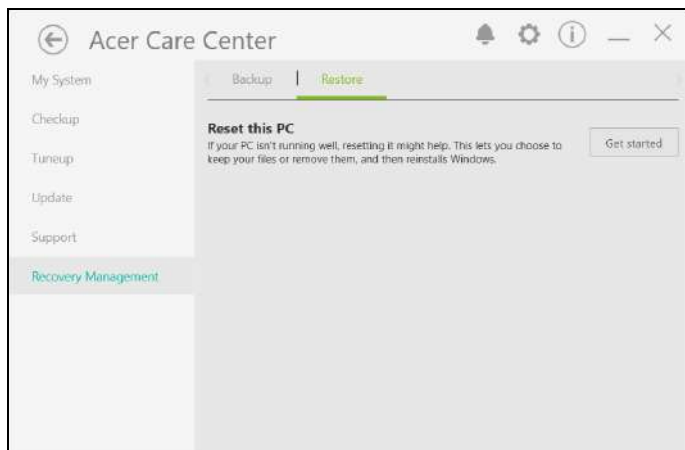 Acer Care Center
My System
Backup
Restore
Checkup
Reset this PC
If your PC isn't running well, resetting it might help. This lets you choose to
keep your files or remove them, and then reinstalls Windows.
Get started
Tuneup
Update
Support
Recovery Management